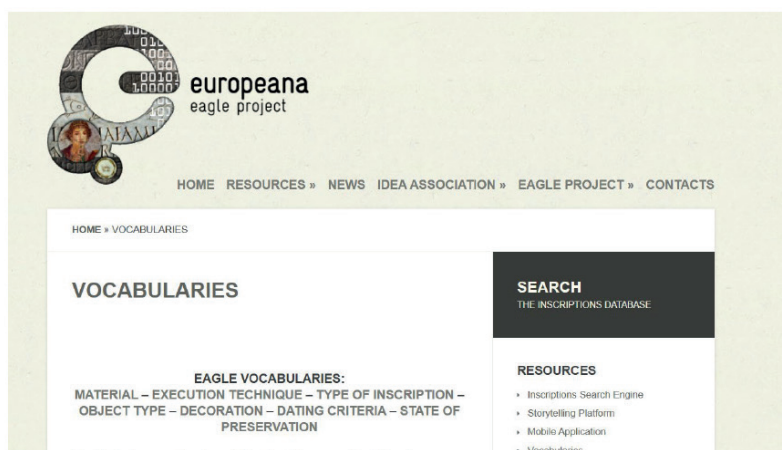 europeana
eagle project
HOME RESOURCES » NEWS IDEA ASSOCIATION » EAGLE PROJECT » CONTACTS
HOME » VOCABULARIES
VOCABULARIES
EAGLE VOCABULARIES:
MATERIAL – EXECUTION TECHNIQUE – TYPE OF INSCRIPTION –
OBJECT TYPE – DECORATION – DATING CRITERIA – STATE OF
PRESERVATION
SEARCH
THE INSCRIPTIONS DATABASE
RESOURCES
Inscriptions Search Engine
Storytelling Platform
Mobile Application
Vocabularies